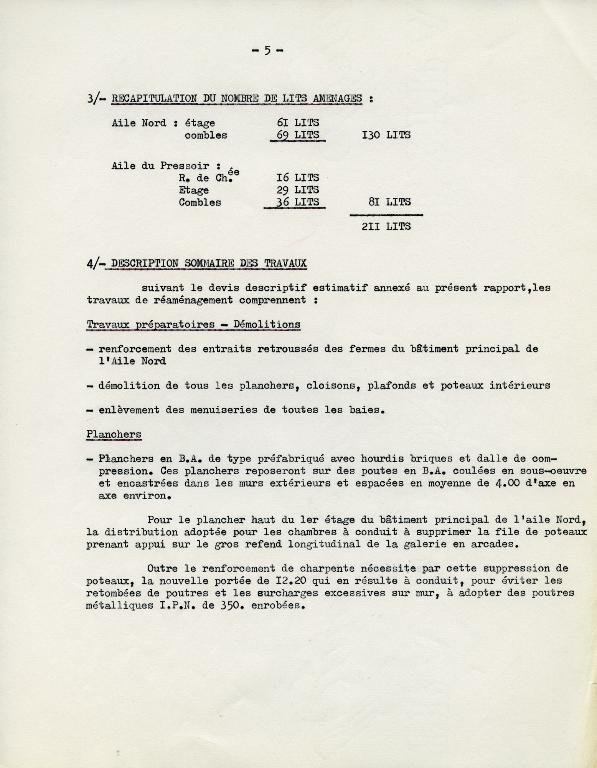 - 5 -
3/- RECAPITULATION DU NOMBRE DE LITS AMENAGES :
Aile Nord : étage 61 LITS
combles 69 LITS 130 LITS
Aile du Pressoir :
R. de Ch.ée 16 LITS
Etage 29 LITS
Combles 36 LITS 81 LITS
211 LITS
4/- DESCRIPTION SOMMAIRE DES TRAVAUX
suivant le devis descriptif estimatif annexé au présent rapport,les
travaux de réaménagement comprennent :
Travaux préparatoires - Démolitions
- renforcement des entraits retroussés des fermes du bâtiment principal de
l'Aile Nord
- démolition de tous les planchers, cloisons, plafonds et poteaux intérieurs
- enlèvement des menuiseries de toutes les baies.
Planchers
- Planchers en B.A. de type préfabriqué avec hourdis briques et dalle de com-
pression. Ces planchers reposeront sur des poutes en B.A. coulées en sous-oeuvre
et encastrées dans les murs extérieurs et espacées en moyenne de 4.00 d'axe en
axe environ.
Pour le plancher haut du 1er étage du bâtiment principal de l'aile Nord,
la distribution adoptée pour les chambres à conduit à supprimer la file de poteaux
prenant appui sur le gros refend longitudinal de la galerie en arcades.
Outre le renforcement de charpente nécessite par cette suppression de
poteaux, la nouvelle portée de 12.20 qui en résulte à conduit, pour éviter les
retombées de poutres et les surcharges excessives sur mur, à adopter des poutres
métalliques I.P.N. de 350. enrobées.